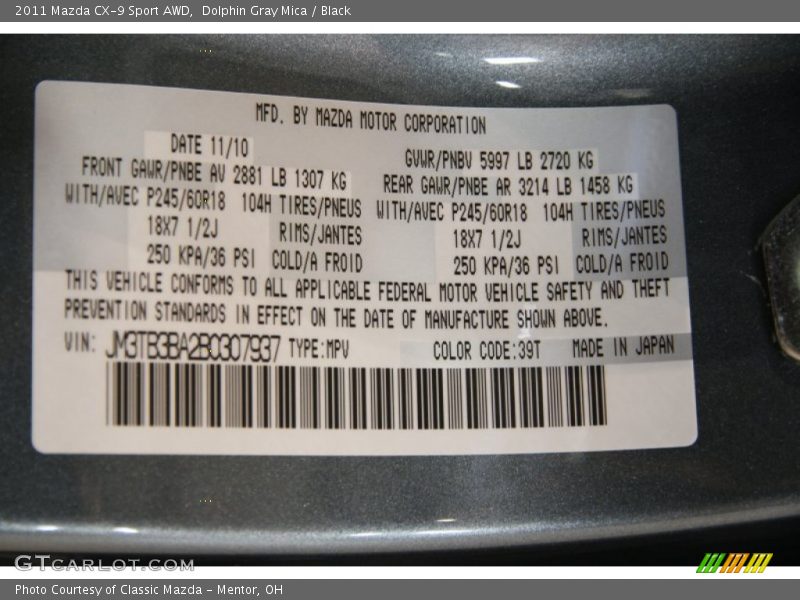 2011 Mazda CX-9 Sport AWD,  Dolphin Gray Mica / Black
MFD. BY MAZDA MOTOR CORPORATION
DATE 11/10
GVWR/PNBV 5997 LB 2720 KG
FRONT GAWR/PNBE AV 2881 LB 1307 KG
REAR GAWR/PNBE AR 3214 LB 1458 KG
WITH/AVEC P245/60R18 104H TIRES/PNEUS
WITH/AVEC P245/60R18 104H TIRES/PNEUS
18X7 1/2J RIMS/JANTES
18X7 1/2J RIMS/JANTES
250 KPA/36 PSI COLD/A FROID
250 KPA/36 PSI COLD/A FROID
THIS VEHICLE CONFORMS TO ALL APPLICABLE FEDERAL MOTOR VEHICLE SAFETY AND THEFT
PREVENTION STANDARDS IN EFFECT ON THE DATE OF MANUFACTURE SHOWN ABOVE.
VIN: JM3TB3BA2B0307937 TYPE:MPV COLOR CODE:39T MADE IN JAPAN
GTCARLOT.COM
Photo Courtesy of Classic Mazda - Mentor, OH